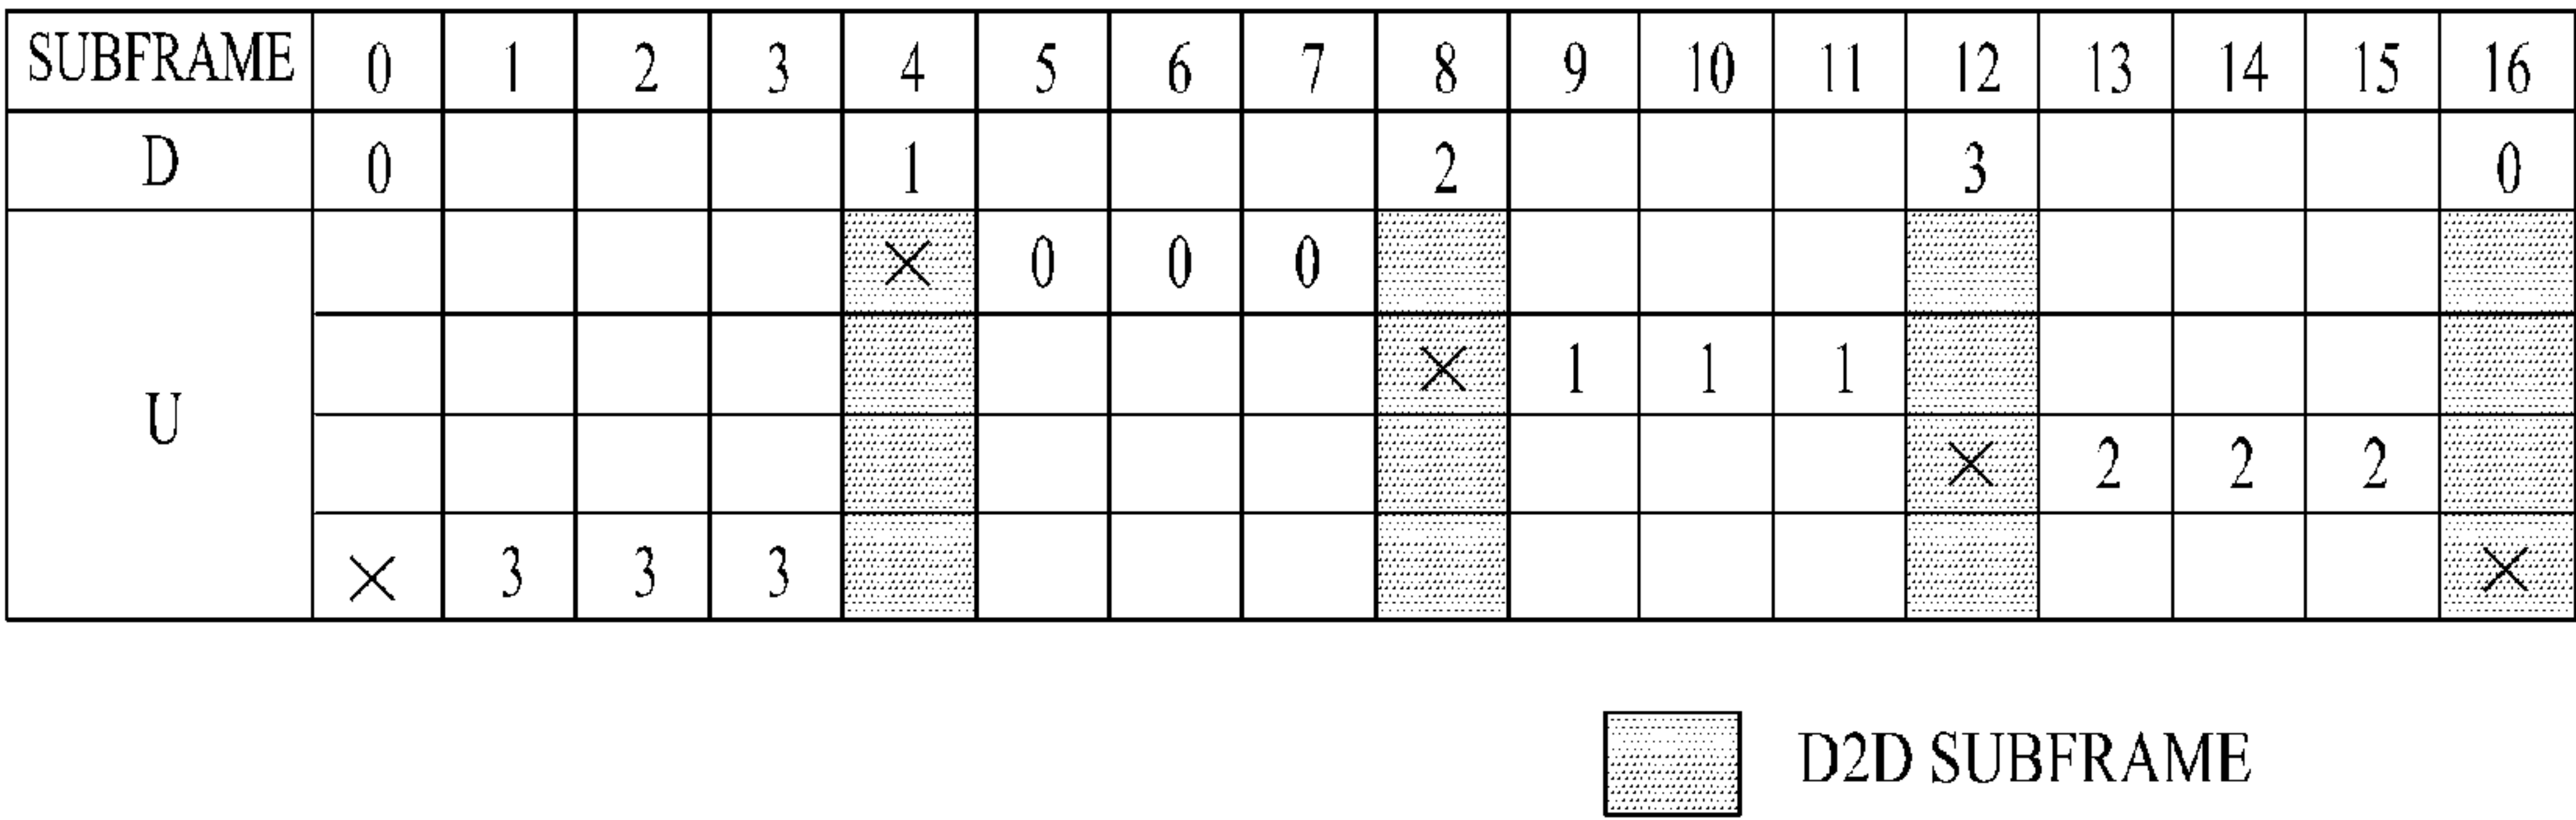 SUBFRAME 0 1 2 3 4 5 6 7 8 9 10 11 12 13 14 15 16
D 0 1 2 3 0
× 0 0 0
× 1 1 1
U
× 2 2 2
× 3 3 3 ×
D2D SUBFRAME